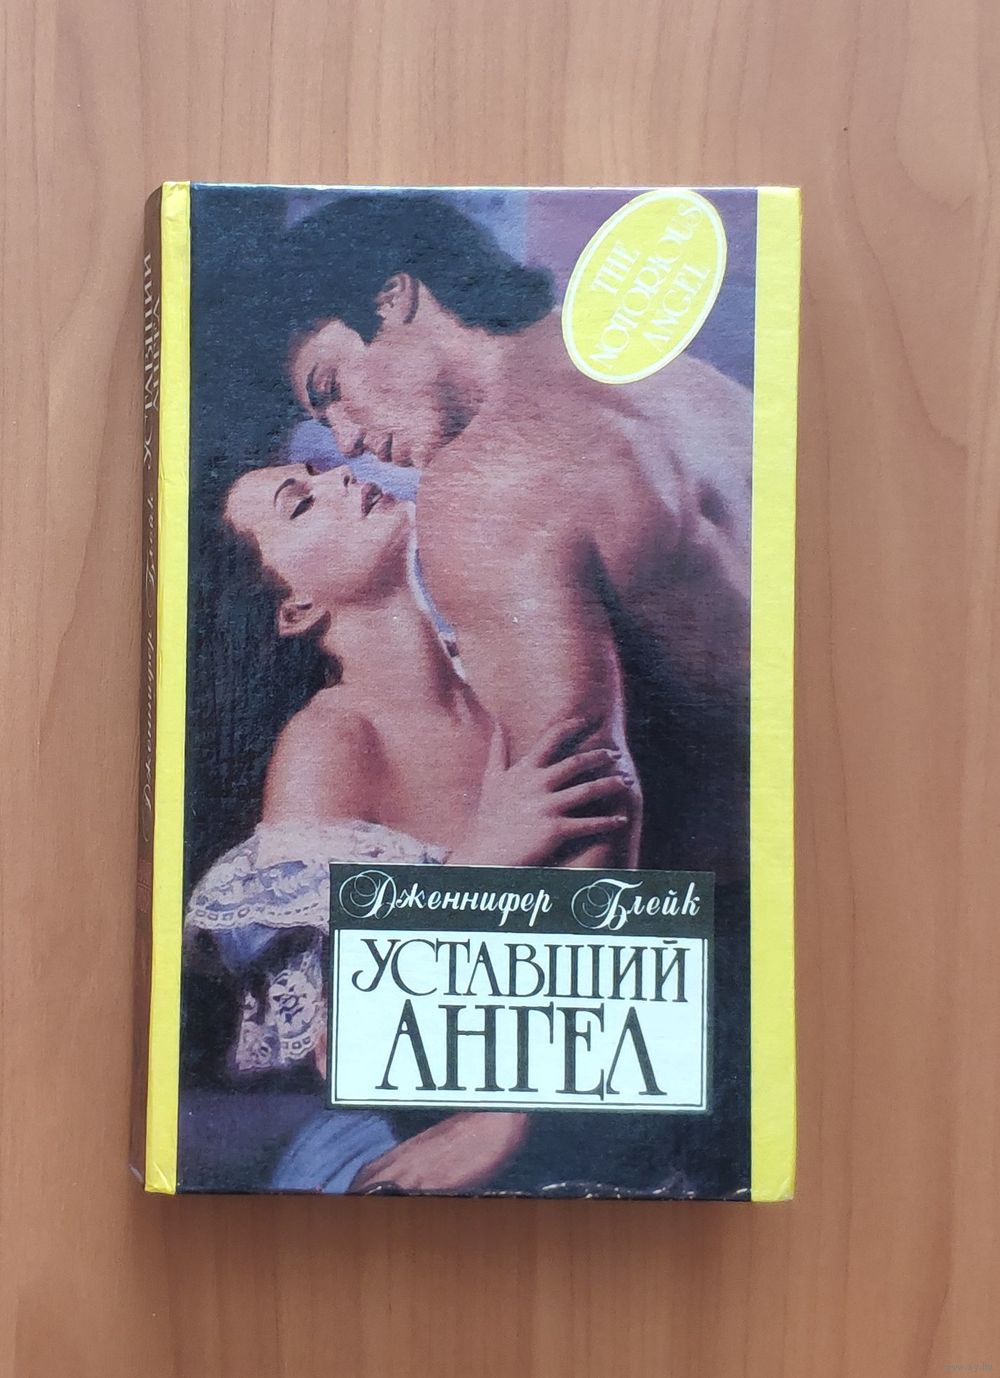 THE
NOTORIOUS
ANGEL
Дженнифер Блейк
УСТАВШИЙ
АНГЕЛ
Дженнифер Блейк УСТАВШИЙ
АНГЕЛ